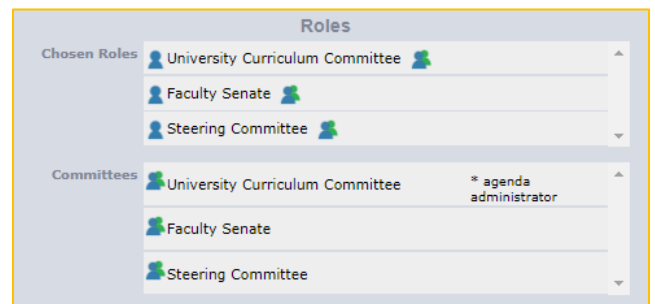 Roles
Chosen Roles University Curriculum Committee
Faculty Senate
Steering Committee
Committees University Curriculum Committee * agenda
administrator
Faculty Senate
Steering Committee